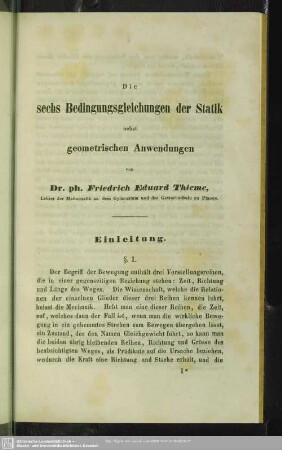 Die
sechs Bedingungsgleichungen der Statik
nebst
geometrischen Anwendungen
von
Dr. ph. Friedrich Eduard Thieme,
Lehrer der Mathematik an dem Gymnasium und der Gewerbschule zu Plauen.
Einleitung.
§ 1.
Der Begriff der Bewegung enthält drei Vorstellungsreihen,
die in einer gegenseitigen Beziehung stehen: Zeit, Richtung
und Länge des Weges. Die Wissenschaft, welche die Relatio-
nen der einzelnen Glieder dieser drei Reihen kennen lehrt,
heisst die Mechanik. Hebt man eine dieser Reihen, die Zeit,
auf, welches dann der Fall ist, wenn man die wirkliche Bewe-
gung in ein gehemmtes Streben zum Bewegen übergehen lässt,
ein Zustand, der den Namen Gleichgewicht führt, so kann man
die beiden übrig bleibenden Reihen, Richtung und Grösse des
beabsichtigten Weges, als Prädikate auf die Ursache beziehen,
wodurch die Kraft eine Richtung und Stärke erhält, und die
1*